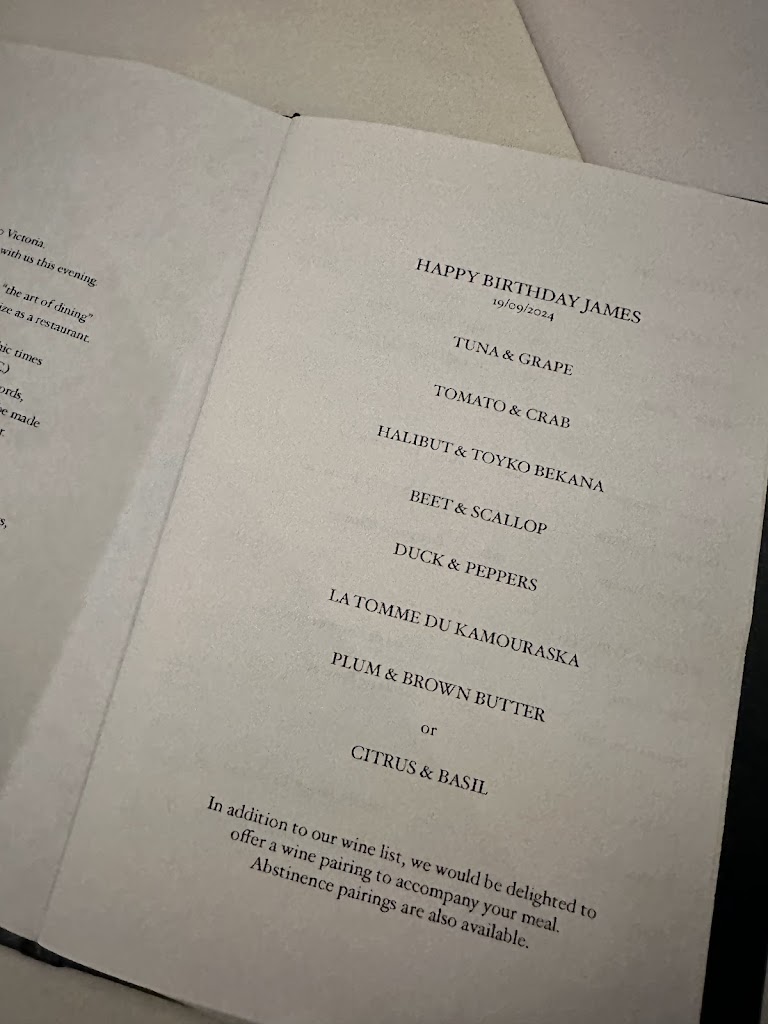 Victoria.
with us this evening.
"the art of dining"
ize as a restaurant.
times
be made
HAPPY BIRTHDAY JAMES
19/09/2024
TUNA & GRAPE
TOMATO & CRAB
HALIBUT & TOYKO BEKANA
BEET & SCALLOP
DUCK & PEPPERS
LA TOMME DU KAMOURASKA
PLUM & BROWN BUTTER
or
CITRUS & BASIL
In addition to our wine list, we would be delighted to
offer a wine pairing to accompany your meal.
Abstinence pairings are also available.